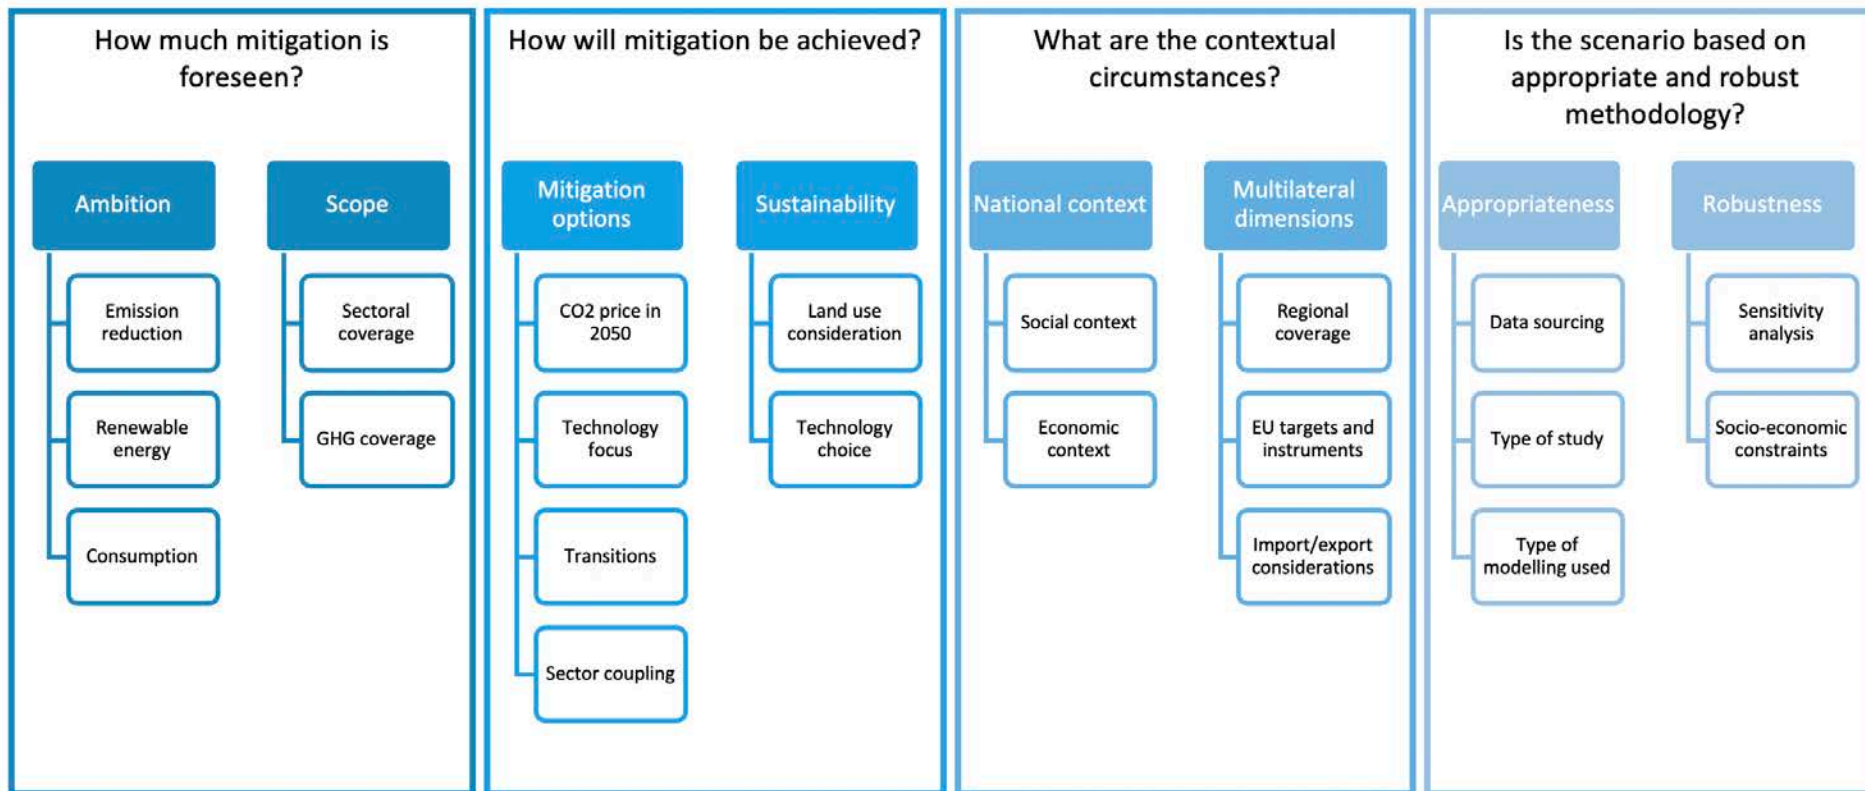 How much mitigation is
foreseen?
Ambition
Emission
reduction
Renewable
energy
Consumption
Scope
Sectoral
coverage
GHG coverage
How will mitigation be achieved?
Mitigation
options
CO2 price in
2050
Technology
focus
Transitions
Sector coupling
Sustainability
Land use
consideration
Technology
choice
What are the contextual
circumstances?
National context
Social context
Economic
context
Multilateral
dimensions
Regional
coverage
EU targets and
instruments
Import/export
considerations
Is the scenario based on
appropriate and robust
methodology?
Appropriateness
Data sourcing
Type of study
Type of
modelling used
Robustness
Sensitivity
analysis
Socio-economic
constraints